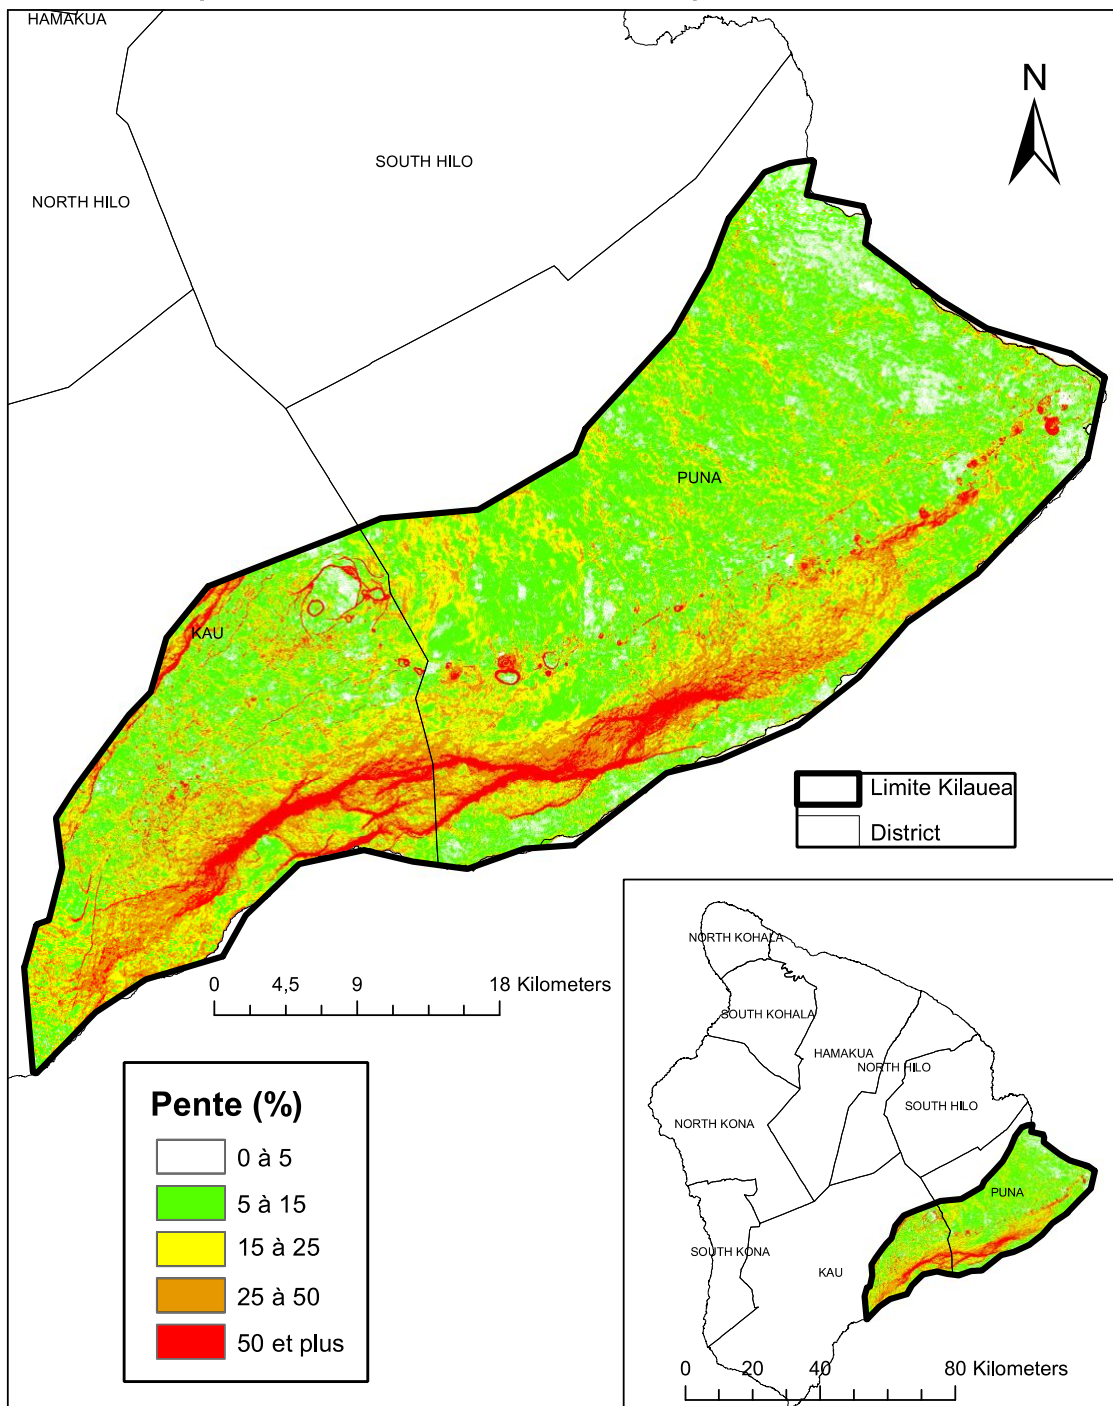 HAMAKUA
N
SOUTH HILO
NORTH HILO
PUNA
KAU
Limite Kilauea
District
0 4,5 9 18 Kilometers
Pente (%)
0 à 5
5 à 15
15 à 25
25 à 50
50 et plus
NORTH KOHALA
SOUTH KOHALA
HAMAKUA
NORTH HILO
SOUTH HILO
NORTH KONA
PUNA
SOUTH KONA
KAU
0 20 40 80 Kilometers